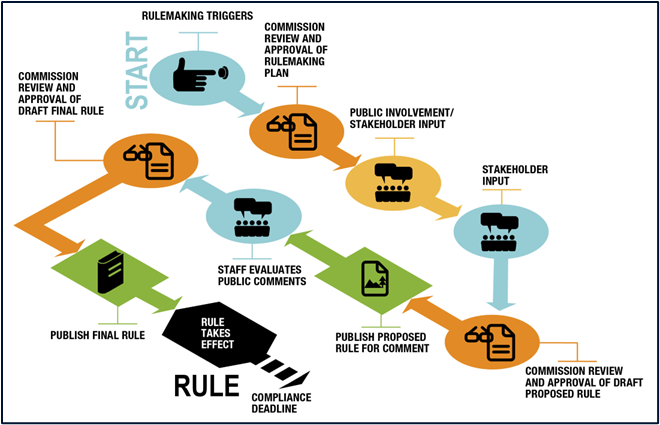 START
RULEMAKING TRIGGERS
COMMISSION
REVIEW AND
APPROVAL OF
RULEMAKING
PLAN
PUBLIC INVOLVEMENT/
STAKEHOLDER INPUT
STAKEHOLDER
INPUT
COMMISSION REVIEW
AND APPROVAL OF DRAFT
PROPOSED RULE
PUBLISH PROPOSED
RULE FOR COMMENT
STAFF EVALUATES
PUBLIC COMMENTS
COMMISSION
REVIEW AND
APPROVAL OF
DRAFT FINAL RULE
PUBLISH FINAL RULE
RULE
TAKES
EFFECT
RULE
COMPLIANCE
DEADLINE